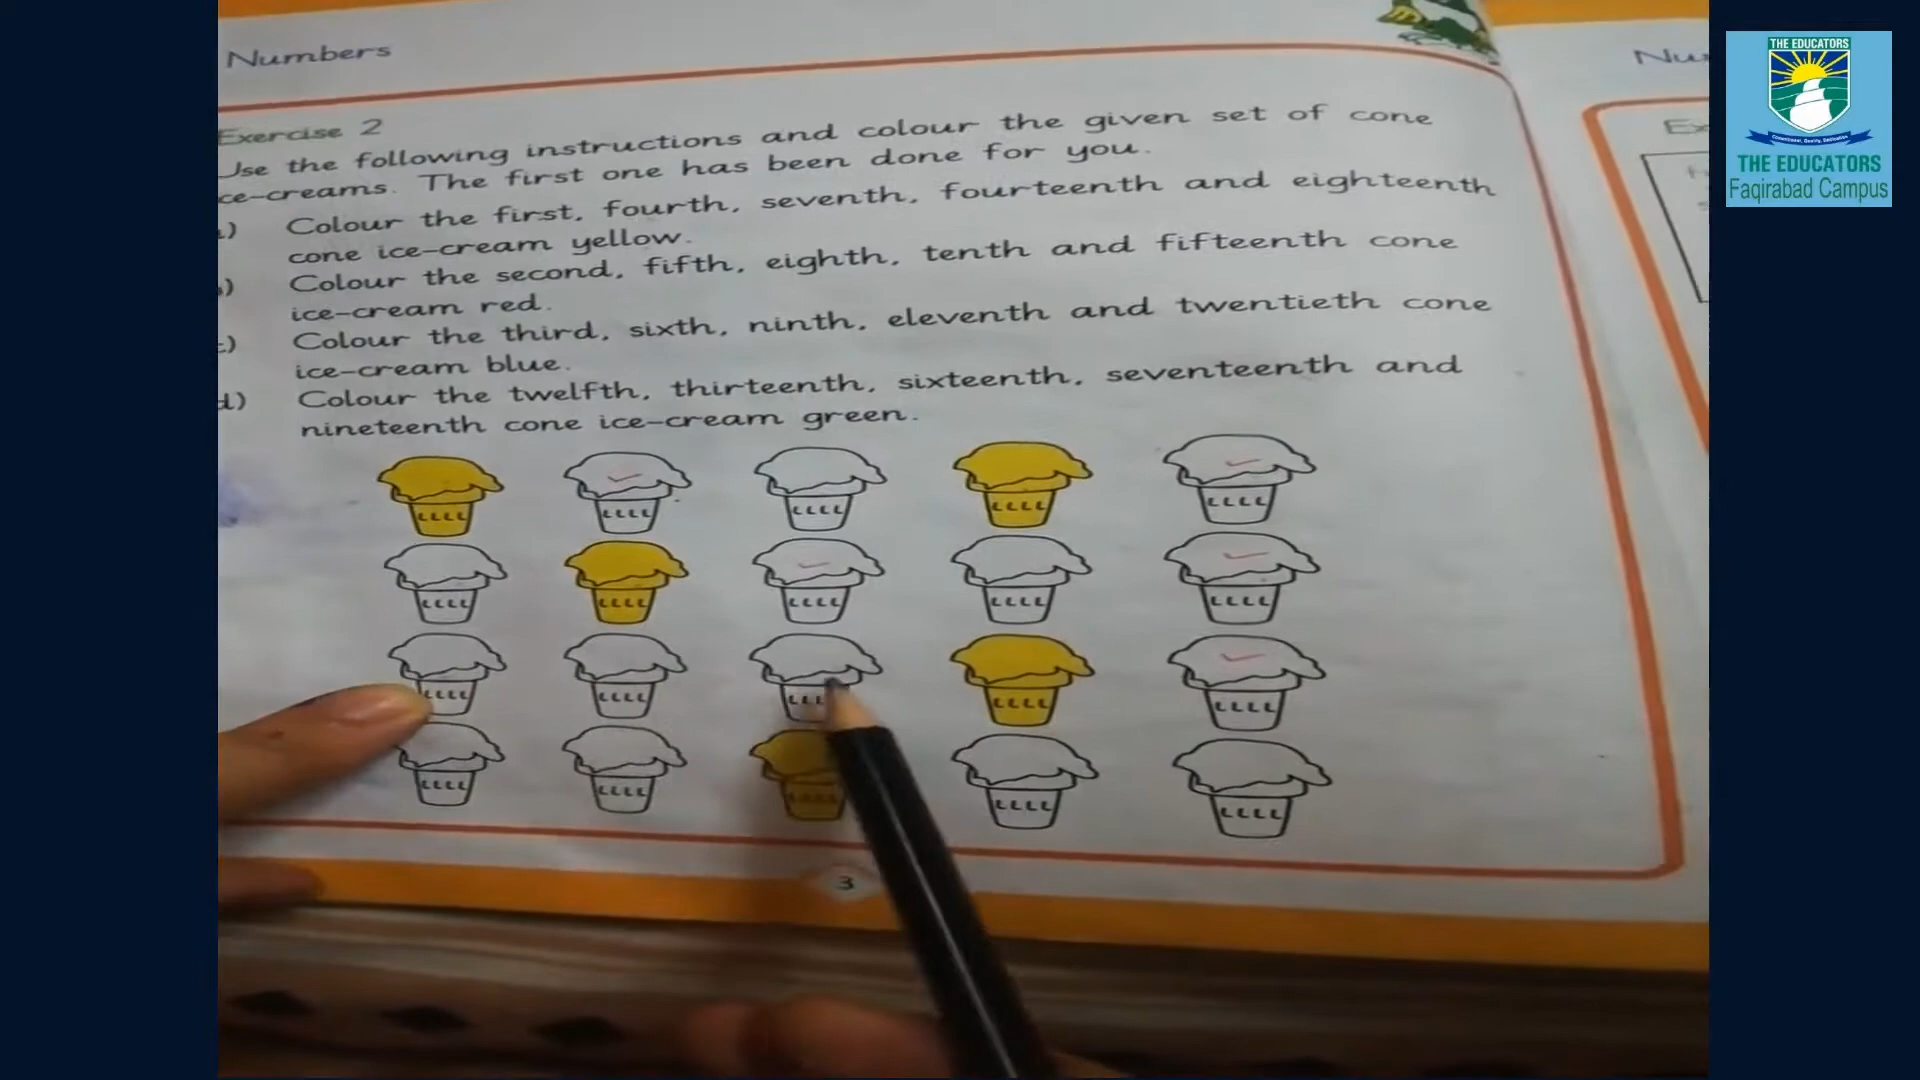 Numbers
Exercise 2
Use the following instructions and colour the given set of cone
ce-creams. The first one has been done for you.
) Colour the first, fourth, seventh, fourteenth and eighteenth
cone ice-cream yellow.
) Colour the second, fifth, eighth, tenth and fifteenth cone
ice-cream red.
c) Colour the third, sixth, ninth, eleventh and twentieth cone
ice-cream blue.
d) Colour the twelfth, thirteenth, sixteenth, seventeenth and
nineteenth cone ice-cream green.
3
Nu
Ex
THE EDUCATORS
THE EDUCATORS
Faqirabad Campus